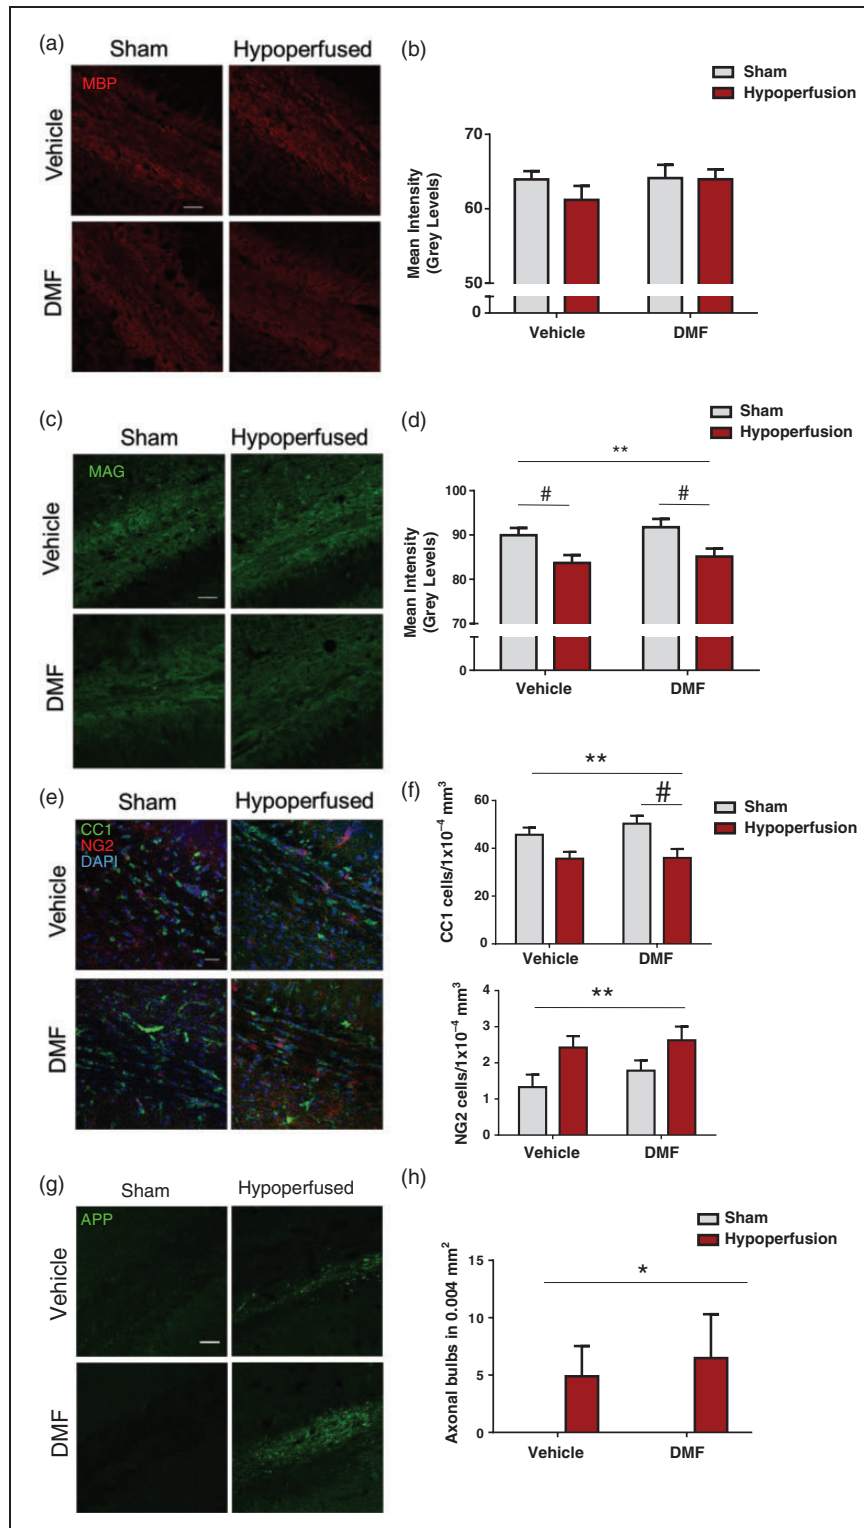 (a)
Sham
Hypoperfused
MBP
Vehicle
DMF
(b)
Sham
Hypoperfusion
70
60
50
0
Mean Intensity
(Grey Levels)
Vehicle
DMF
(c)
Sham
Hypoperfused
MAG
Vehicle
DMF
(d)
Sham
Hypoperfusion
**
#
#
100
90
80
70
0
Mean Intensity
(Grey Levels)
Vehicle
DMF
(e)
Sham
Hypoperfused
CC1
NG2
DAPI
Vehicle
DMF
(f)
Sham
Hypoperfusion
**
#
60
40
20
0
CC1 cells/1x10⁻⁴ mm³
Vehicle
DMF
**
4
3
2
1
0
NG2 cells/1x10⁻⁴ mm³
Vehicle
DMF
(g)
Sham
Hypoperfused
APP
Vehicle
DMF
(h)
Sham
Hypoperfusion
*
15
10
5
0
Axonal bulbs in 0.004 mm²
Vehicle
DMF